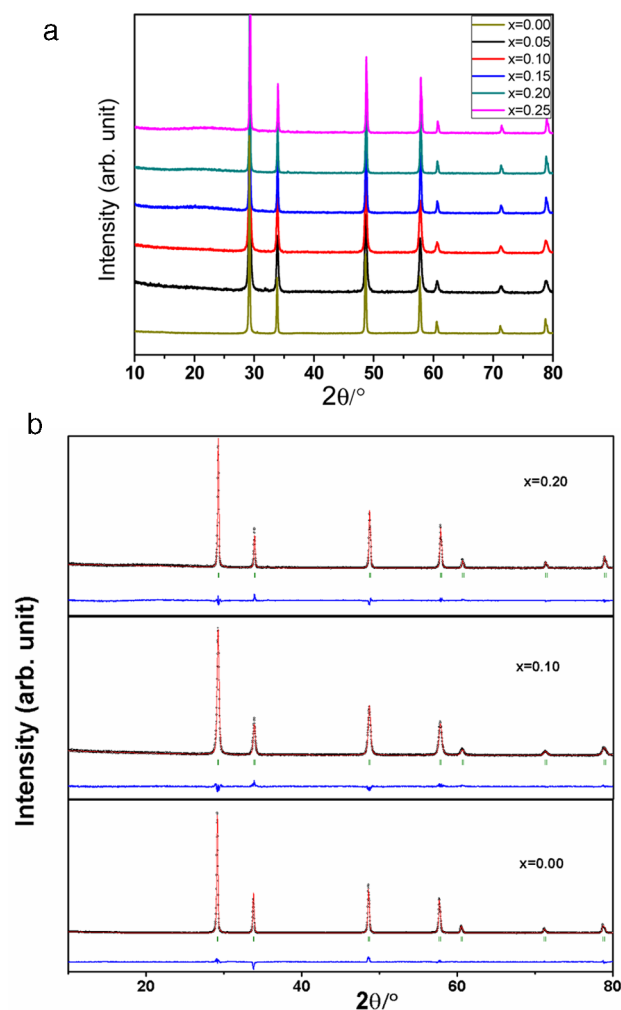 a
Intensity (arb. unit)
x=0.00
x=0.05
x=0.10
x=0.15
x=0.20
x=0.25
10 20 30 40 50 60 70 80
2θ/°
b
Intensity (arb. unit)
x=0.20
x=0.10
x=0.00
20 40 60 80
2θ/°